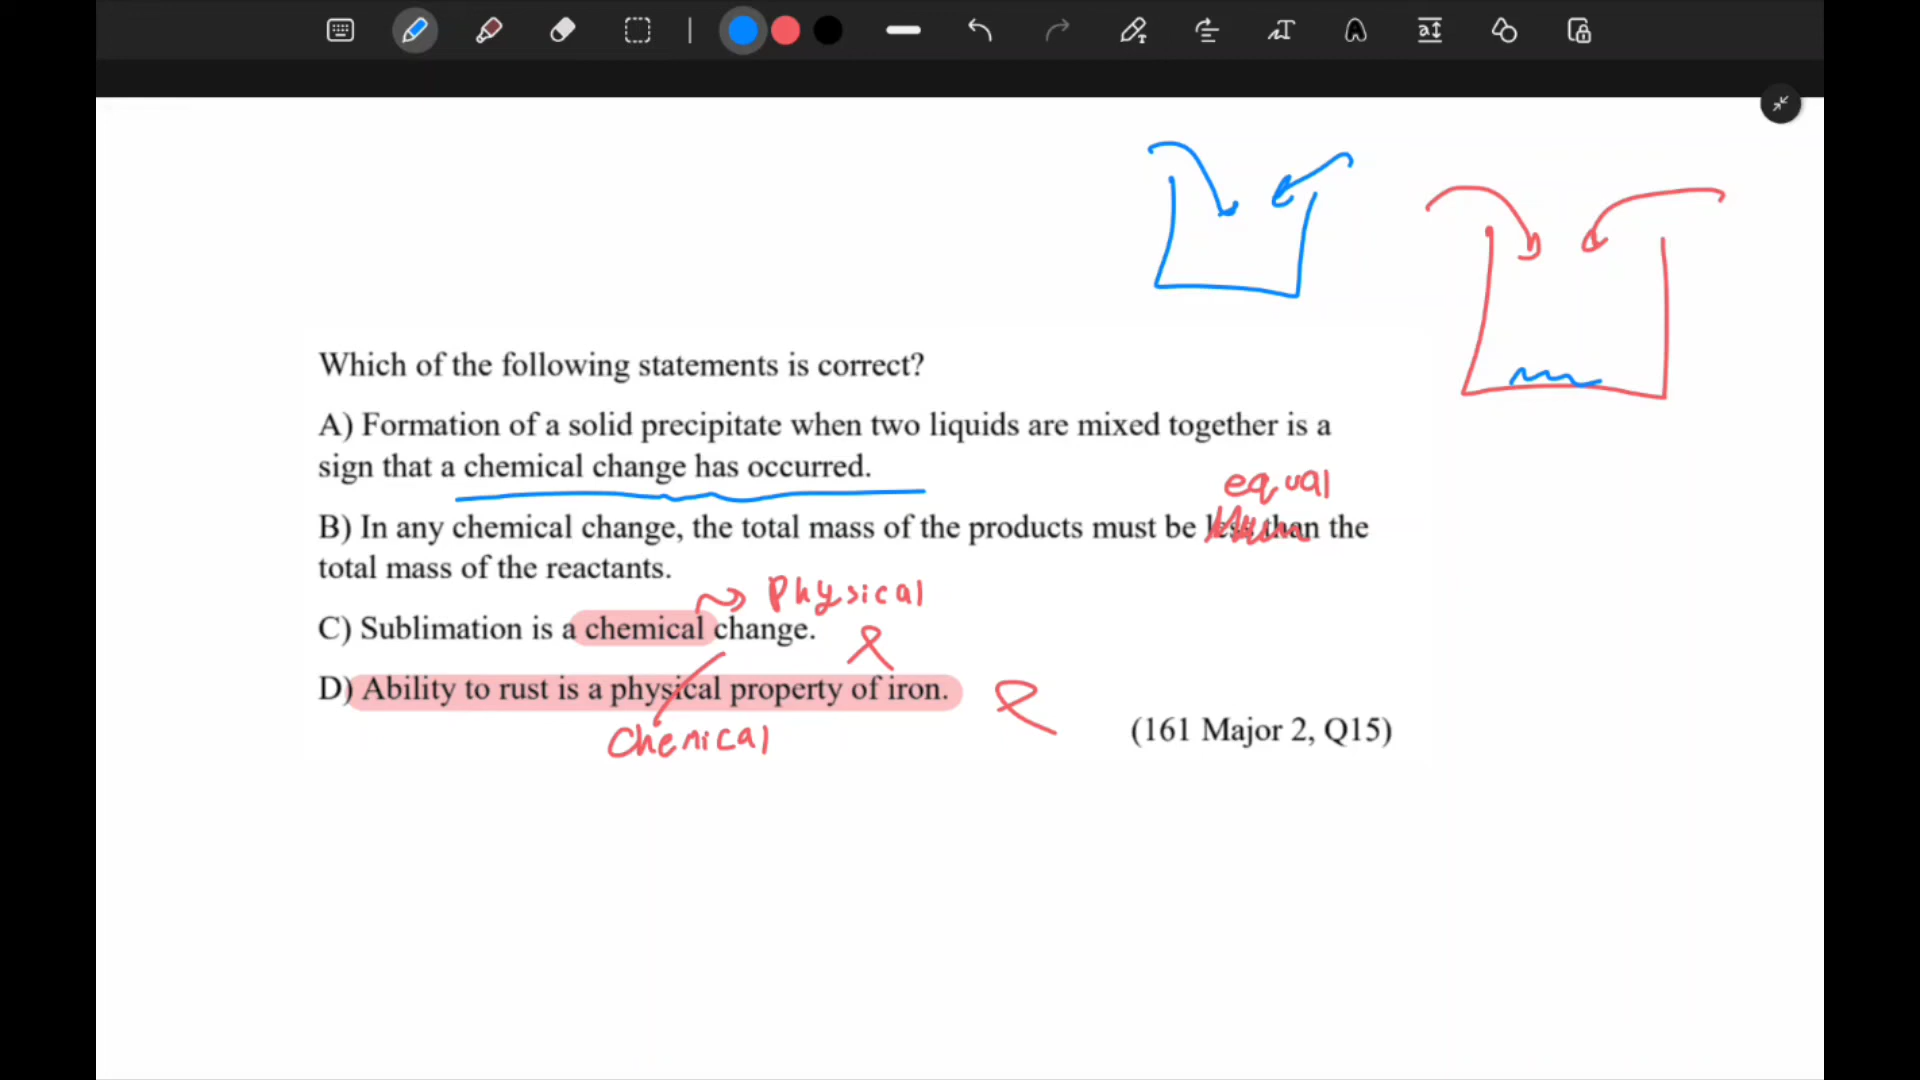 Which of the following statements is correct?
A) Formation of a solid precipitate when two liquids are mixed together is a
sign that a chemical change has occurred.
equal
B) In any chemical change, the total mass of the products must be less than the
total mass of the reactants.
Physical
C) Sublimation is a chemical change.
D) Ability to rust is a physical property of iron.
Chemical
(161 Major 2, Q15)